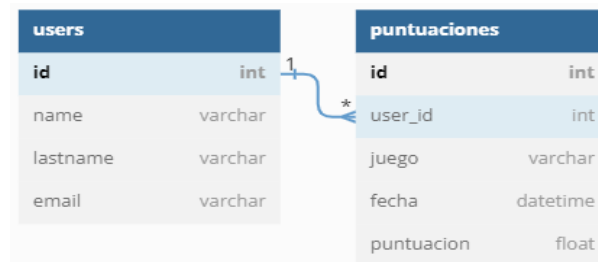 users
id int
name varchar
lastname varchar
email varchar
1
*
puntuaciones
id int
user_id int
juego varchar
fecha datetime
puntuacion float